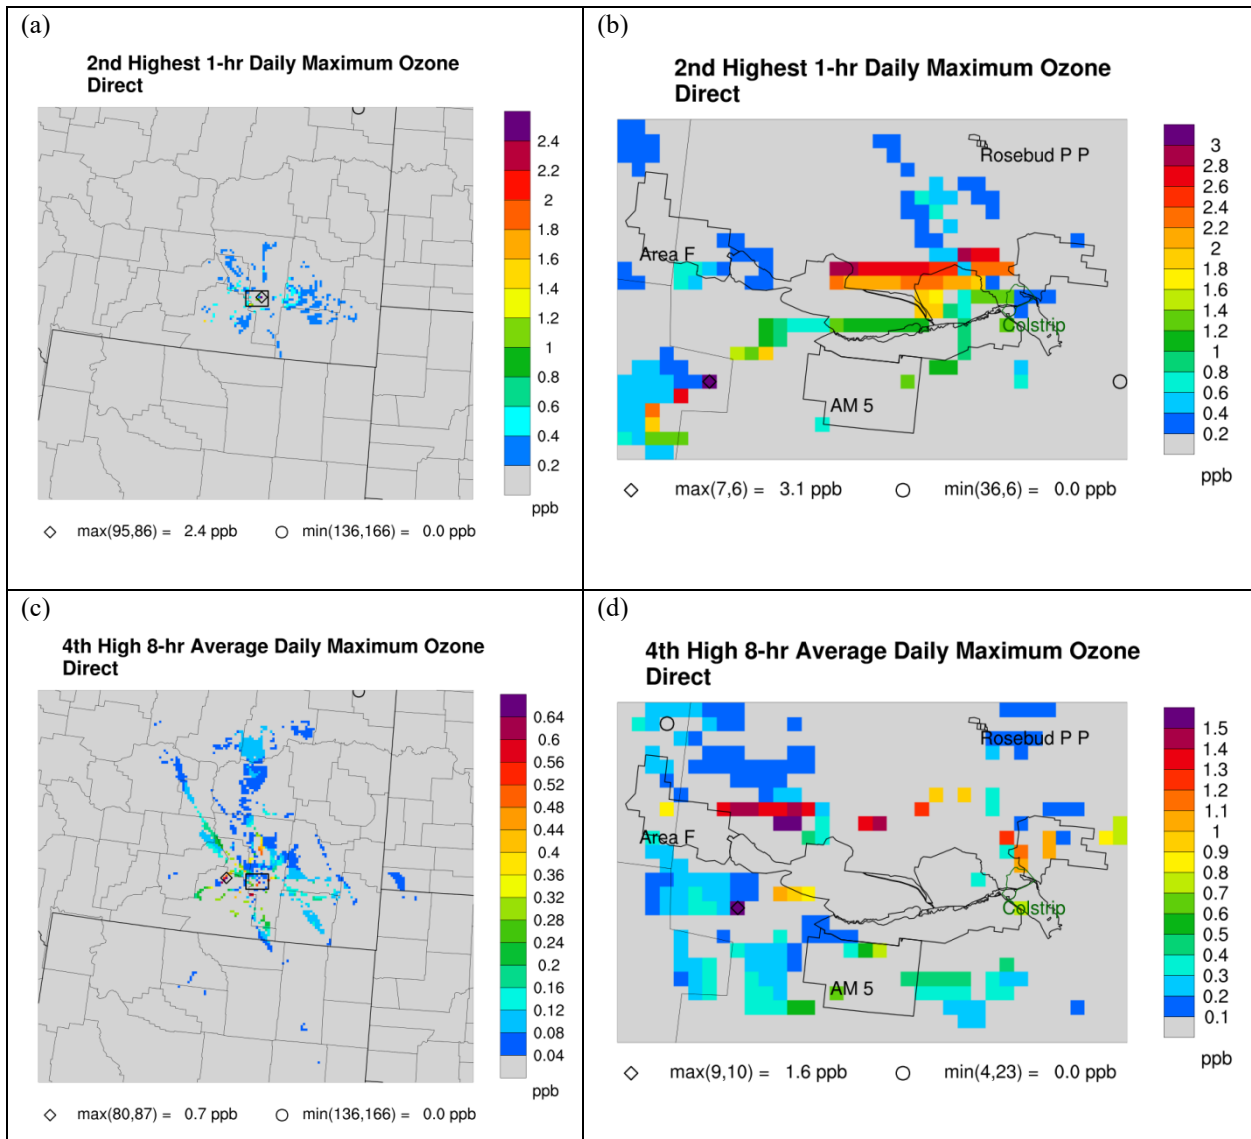 (a)
2nd Highest 1-hr Daily Maximum Ozone
Direct
2.4
2.2
2
1.8
1.6
1.4
1.2
1
0.8
0.6
0.4
0.2
ppb
max(95,86) = 2.4 ppb
min(136,166) = 0.0 ppb
(b)
2nd Highest 1-hr Daily Maximum Ozone
Direct
Rosebud P P
Area F
Colstrip
AM 5
3
2.8
2.6
2.4
2.2
2
1.8
1.6
1.4
1.2
1
0.8
0.6
0.4
0.2
ppb
max(7,6) = 3.1 ppb
min(36,6) = 0.0 ppb
(c)
4th High 8-hr Average Daily Maximum Ozone
Direct
0.64
0.6
0.56
0.52
0.48
0.44
0.4
0.36
0.32
0.28
0.24
0.2
0.16
0.12
0.08
0.04
ppb
max(80,87) = 0.7 ppb
min(136,166) = 0.0 ppb
(d)
4th High 8-hr Average Daily Maximum Ozone
Direct
Rosebud P P
Area F
Colstrip
AM 5
1.5
1.4
1.3
1.2
1.1
1
0.9
0.8
0.7
0.6
0.5
0.4
0.3
0.2
0.1
ppb
max(9,10) = 1.6 ppb
min(4,23) = 0.0 ppb